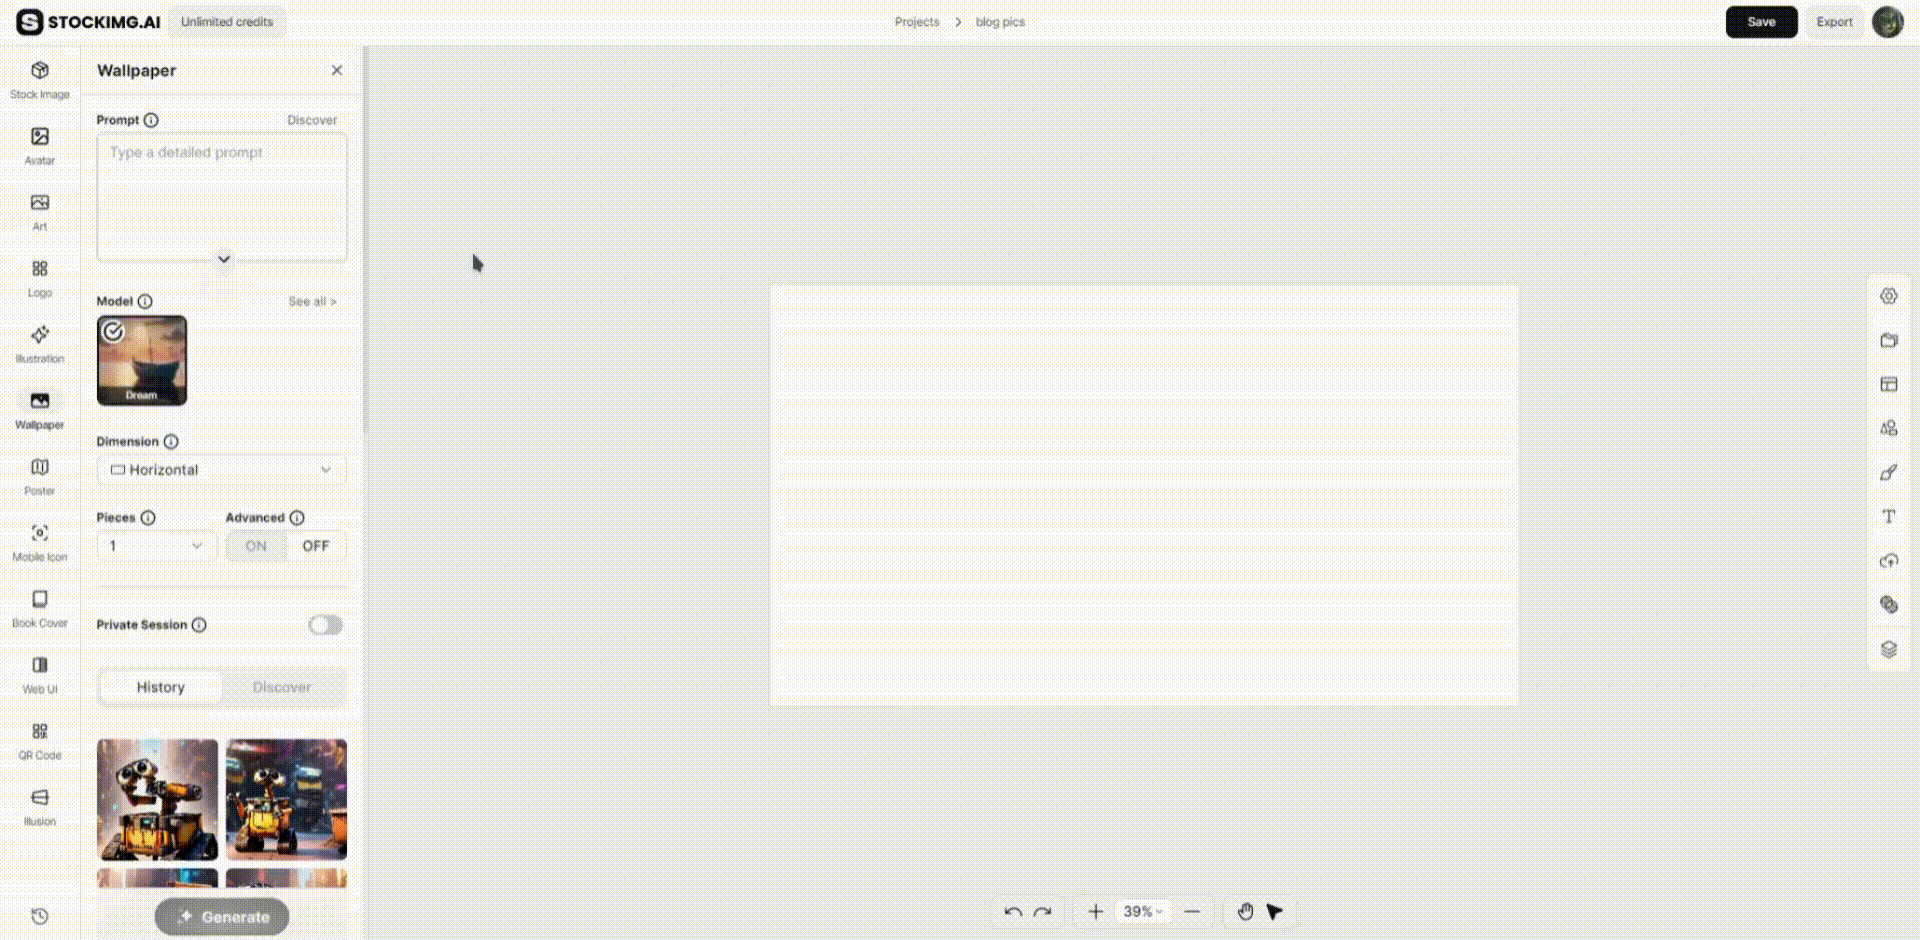 STOCKIMG.AI
Unlimited credits
Projects > blog pics
Save
Export
Stock Image
Avatar
Art
Logo
Illustration
Wallpaper
Poster
Mobile Icon
Book Cover
Web UI
QR Code
Illusion
Wallpaper
Prompt
Discover
Type a detailed prompt
Model
See all >
Dream
Dimension
Horizontal
Pieces
Advanced
1
ON
OFF
Private Session
History
Discover
Generate
39%